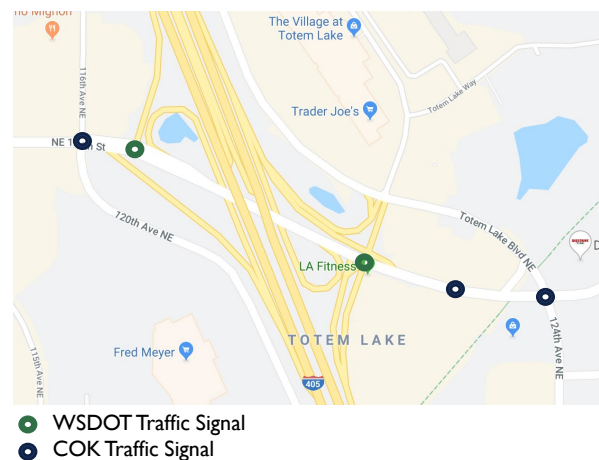 116th Ave NE
The Village at
Totem Lake
Trader Joe's
Totem Lake Way
NE 1 th St
120th Ave NE
Totem Lake Blvd NE
LA Fitness
D
TOTEM LAKE
Fred Meyer
115th Ave NE
405
124th AVE NE
WSDOT Traffic Signal
COK Traffic Signal